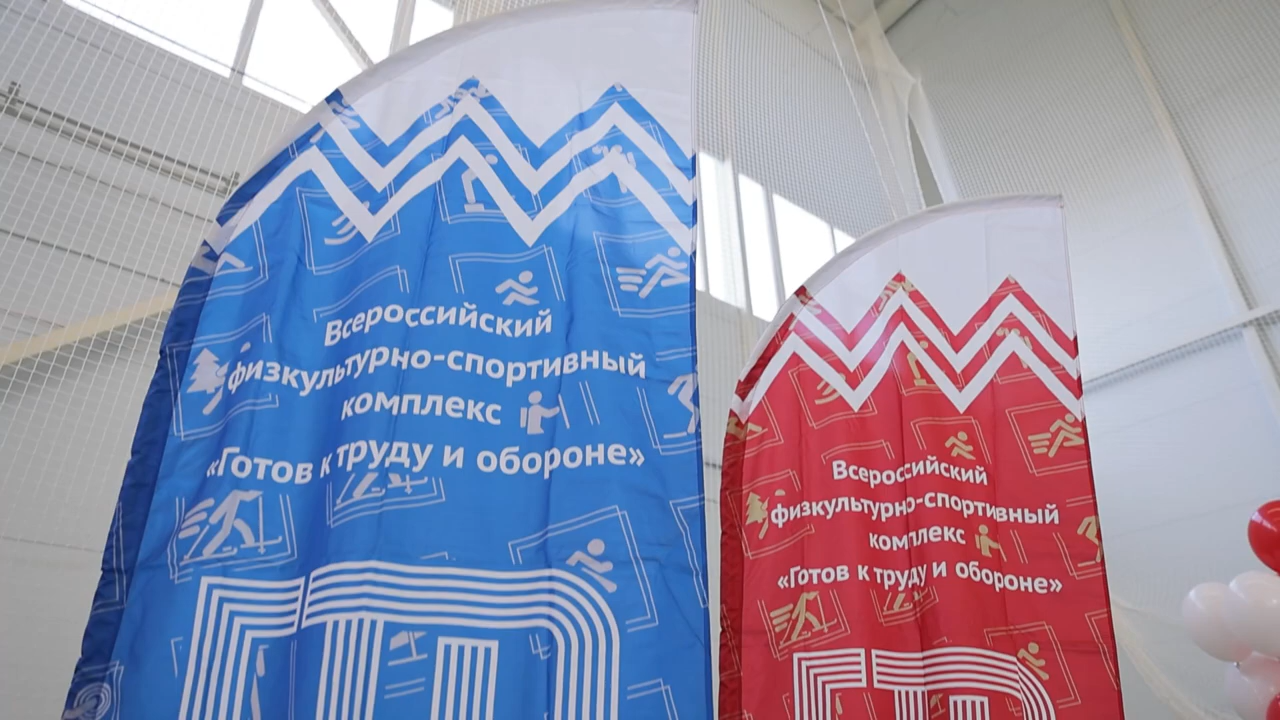 Всероссийский
физкультурно-спортивный
комплекс
«Готов к труду и обороне»
Всероссийский
физкультурно-спортивный
комплекс
«Готов к труду и обороне»